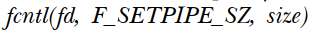 fcntl(fd, F_SETPIPE_SZ, size)